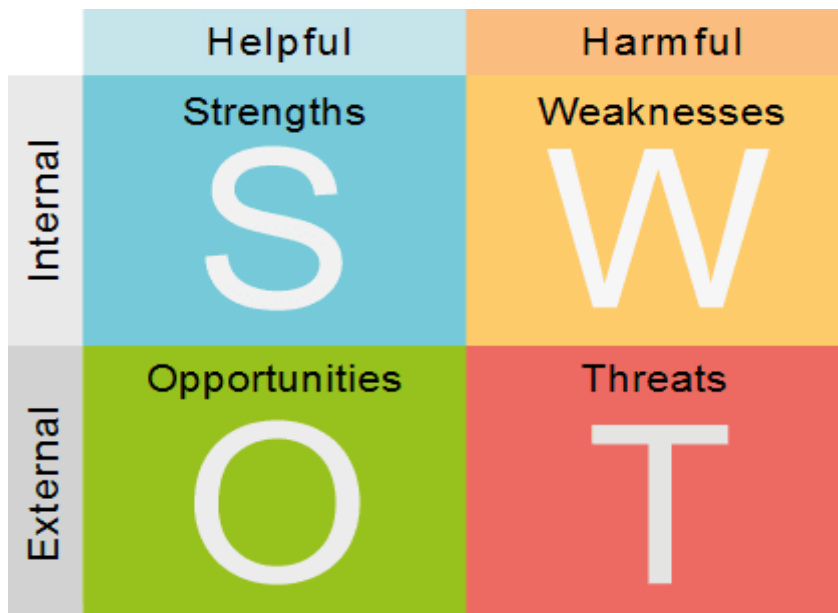 Helpful
Harmful
Internal
Strengths
S
Weaknesses
W
External
Opportunities
O
Threats
T